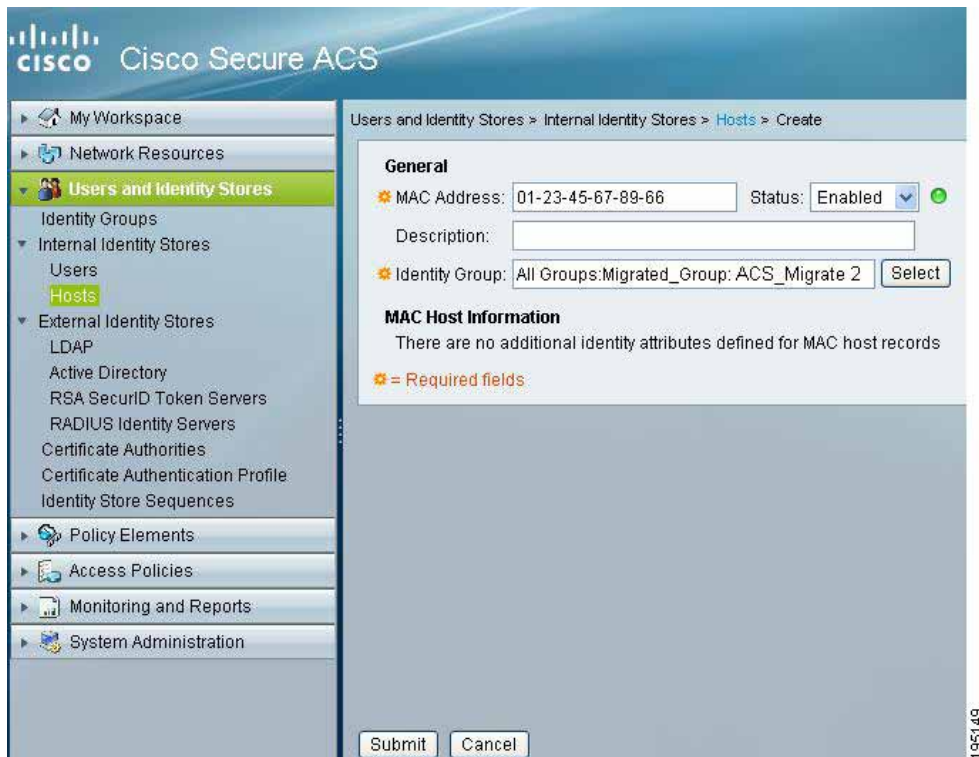 cisco Cisco Secure ACS
My Workspace
Network Resources
Users and Identity Stores
Identity Groups
Internal Identity Stores
Users
Hosts
External Identity Stores
LDAP
Active Directory
RSA SecurID Token Servers
RADIUS Identity Servers
Certificate Authorities
Certificate Authentication Profile
Identity Store Sequences
Policy Elements
Access Policies
Monitoring and Reports
System Administration
Users and Identity Stores > Internal Identity Stores > Hosts > Create
General
MAC Address: 01-23-45-67-89-66 Status: Enabled
Description:
Identity Group: All Groups:Migrated_Group: ACS_Migrate 2 Select
MAC Host Information
There are no additional identity attributes defined for MAC host records
= Required fields
Submit Cancel
195149